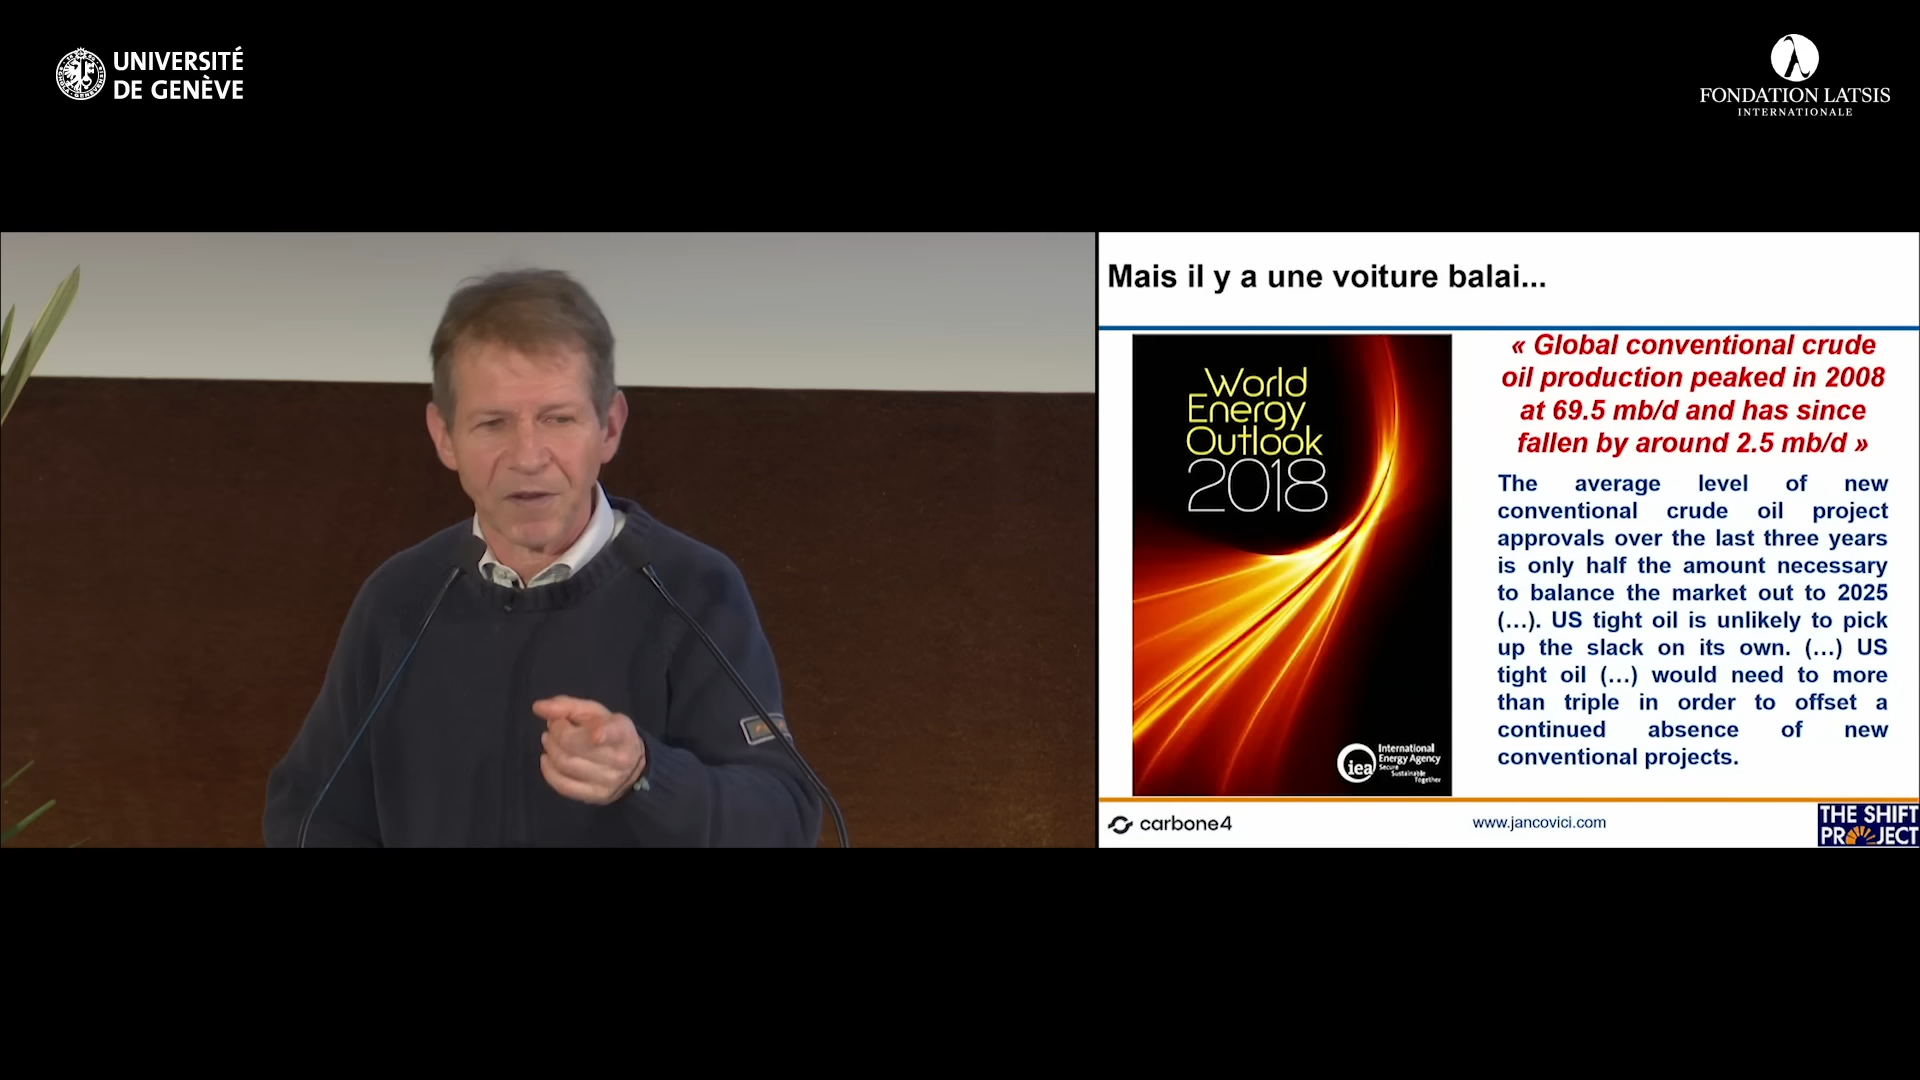 UNIVERSITÉ
DE GENÈVE
FONDATION LATSIS
INTERNATIONALE
Mais il y a une voiture balai...
World
Energy
Outlook
2018
iea
International
Energy Agency
Secure
Sustainable
Together
« Global conventional crude
oil production peaked in 2008
at 69.5 mb/d and has since
fallen by around 2.5 mb/d »
The average level of new
conventional crude oil project
approvals over the last three years
is only half the amount necessary
to balance the market out to 2025
(…). US tight oil is unlikely to pick
up the slack on its own. (…) US
tight oil (…) would need to more
than triple in order to offset a
continued absence of new
conventional projects.
carbone4
www.jancovici.com
THE SHIFT
PROJECT